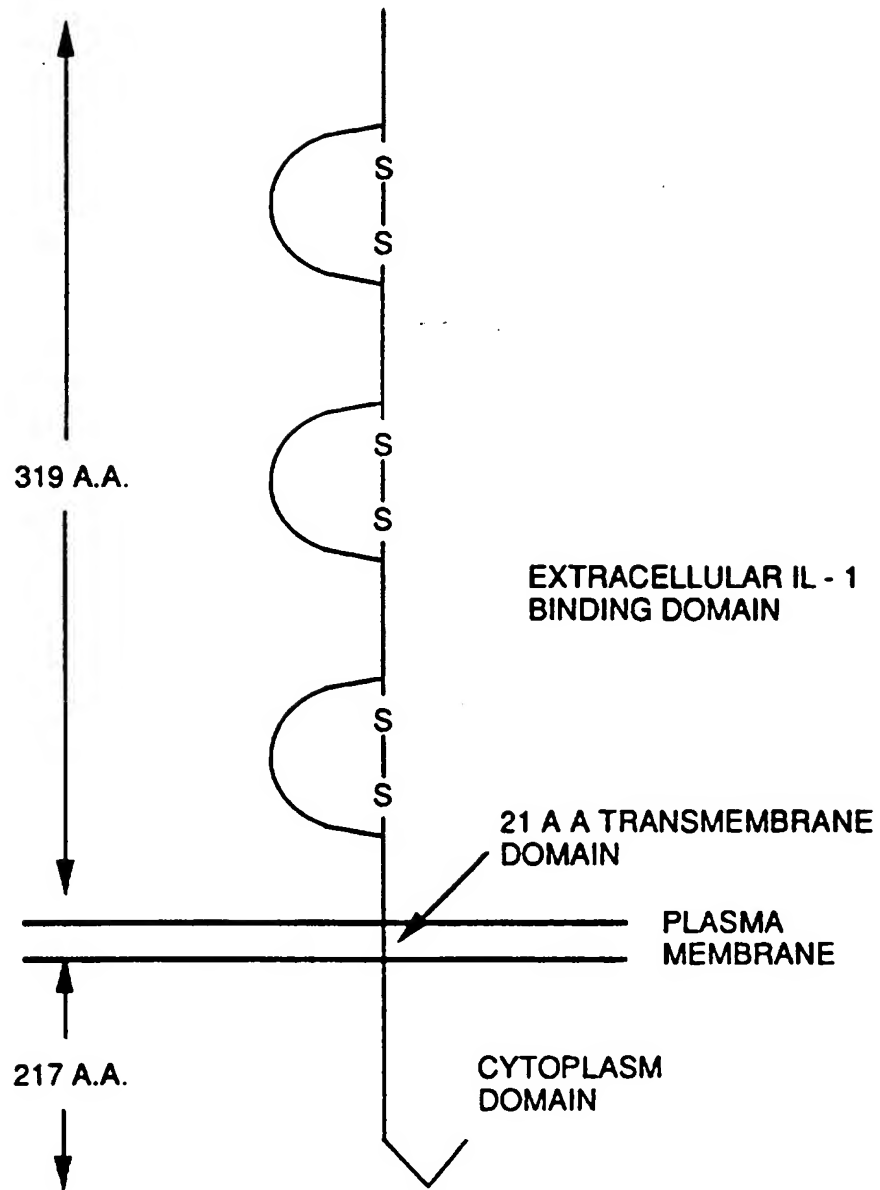 S
S
S
S
319 A.A.
EXTRACELLULAR IL - 1
BINDING DOMAIN
S
S
21 A A TRANSMEMBRANE
DOMAIN
PLASMA
MEMBRANE
217 A.A.
CYTOPLASM
DOMAIN